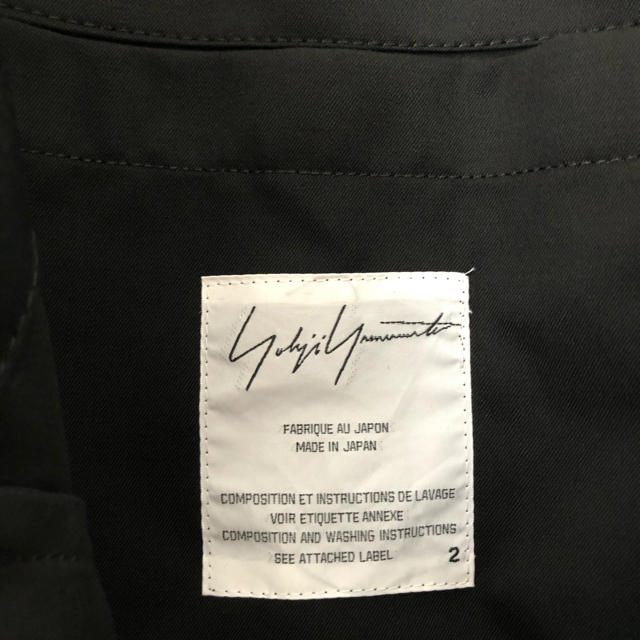 Yohji Yamamoto
FABRIQUE AU JAPON
MADE IN JAPAN
COMPOSITION ET INSTRUCTIONS DE LAVAGE
VOIR ETIQUETTE ANNEXE
COMPOSITION AND WASHING INSTRUCTIONS
SEE ATTACHED LABEL 2